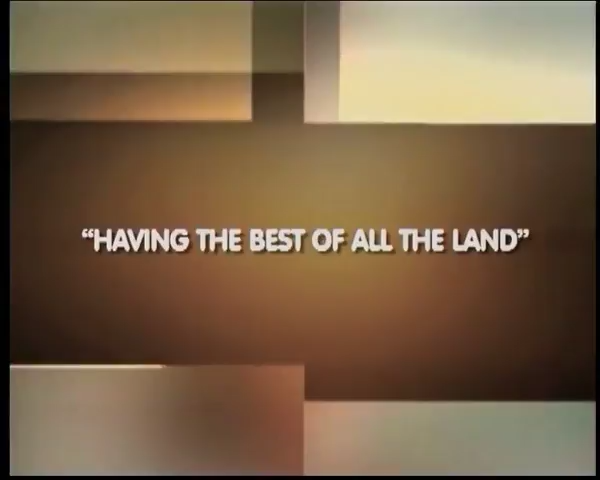 “HAVING THE BEST OF ALL THE LAND”